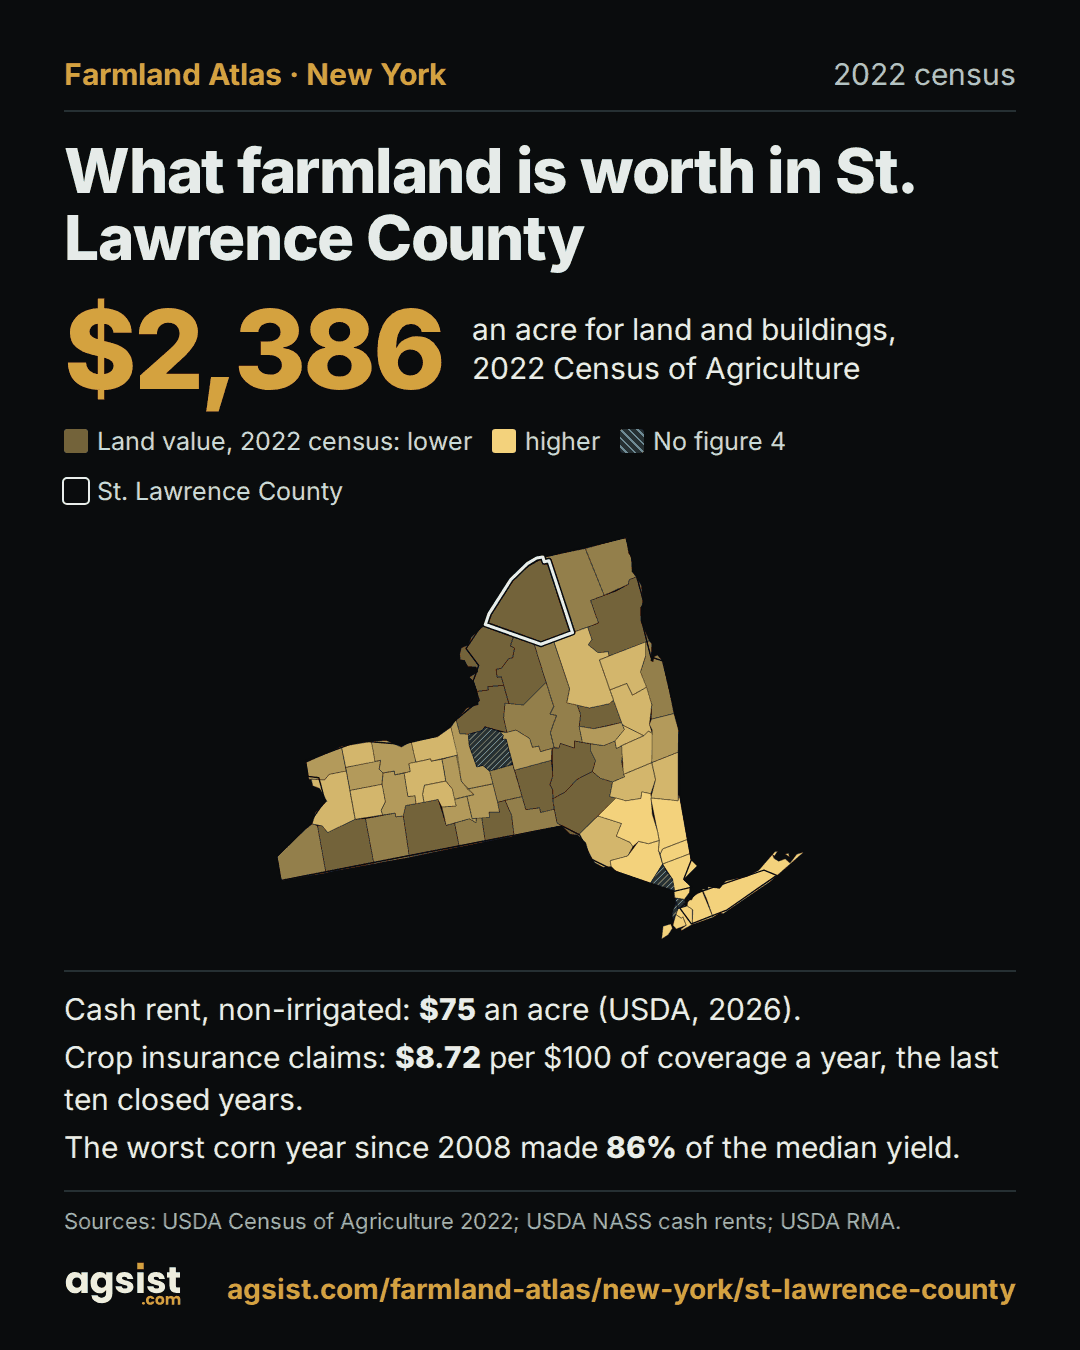 Farmland Atlas · New York
2022 census
What farmland is worth in St.
Lawrence County
$2,386
an acre for land and buildings,
2022 Census of Agriculture
Land value, 2022 census: lower
higher
No figure 4
St. Lawrence County
Cash rent, non-irrigated: $75 an acre (USDA, 2026).
Crop insurance claims: $8.72 per $100 of coverage a year, the last
ten closed years.
The worst corn year since 2008 made 86% of the median yield.
Sources: USDA Census of Agriculture 2022; USDA NASS cash rents; USDA RMA.
agsist
.com
agsist.com/farmland-atlas/new-york/st-lawrence-county